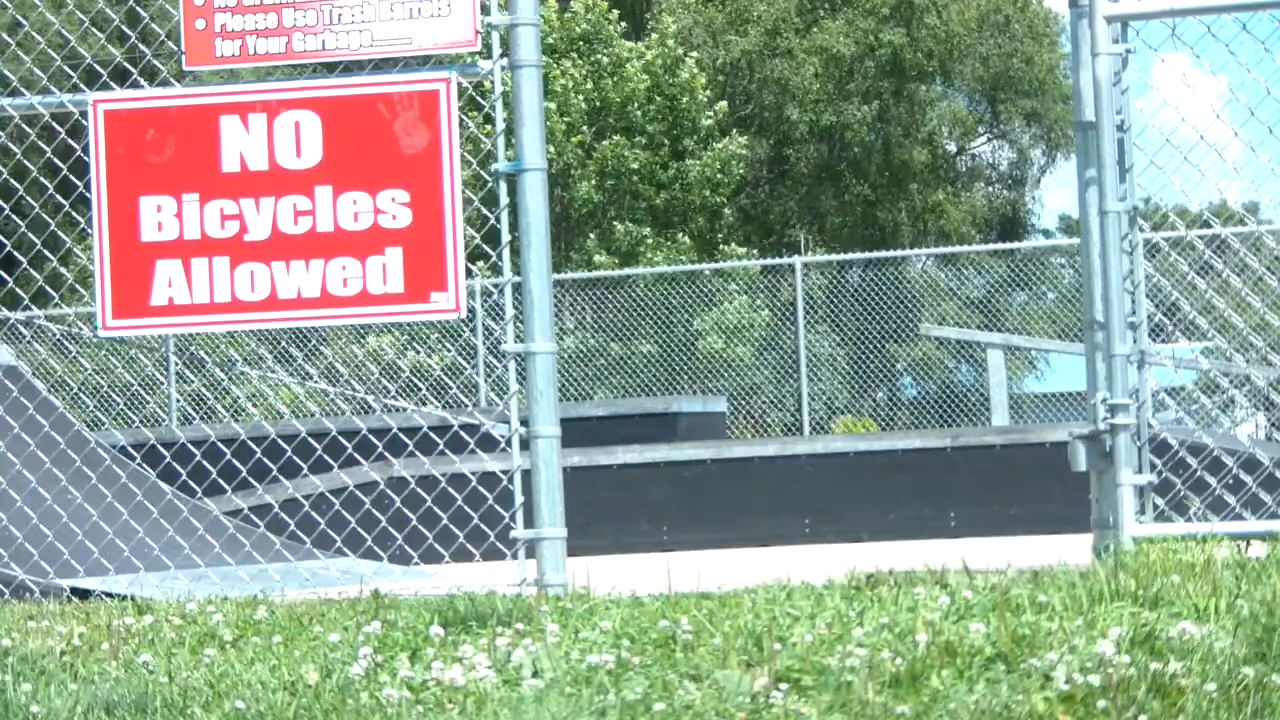 • Please Use Trash Barrels
for Your Garbage......
NO
Bicycles
Allowed